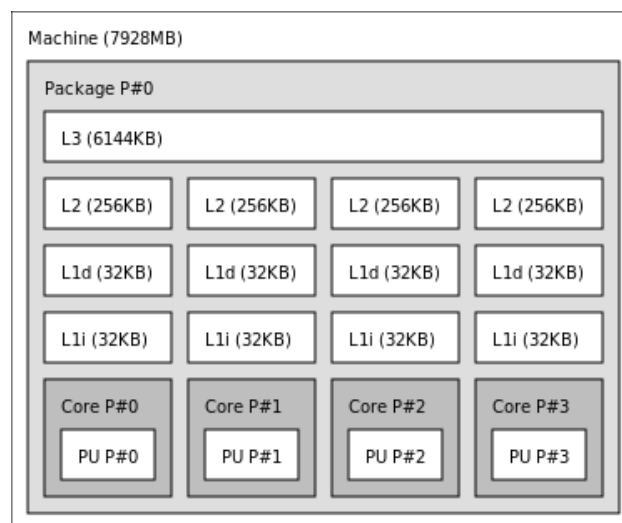 Machine (7928MB)
Package P#0
L3 (6144KB)
L2 (256KB) L2 (256KB) L2 (256KB) L2 (256KB)
L1d (32KB) L1d (32KB) L1d (32KB) L1d (32KB)
L1i (32KB) L1i (32KB) L1i (32KB) L1i (32KB)
Core P#0 Core P#1 Core P#2 Core P#3
PU P#0 PU P#1 PU P#2 PU P#3